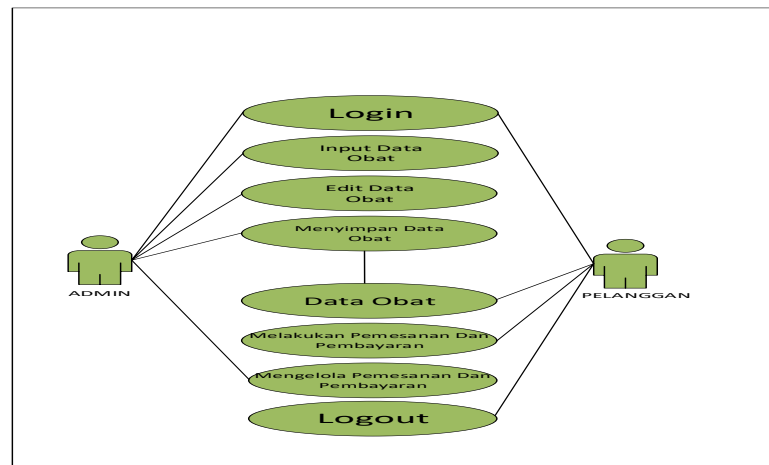 Login
Input Data
Obat
Edit Data
Obat
Menyimpan Data
Obat
ADMIN
PELANGGAN
Data Obat
Melakukan Pemesanan Dan
Pembayaran
Mengelola Pemesanan Dan
Pembayaran
Logout